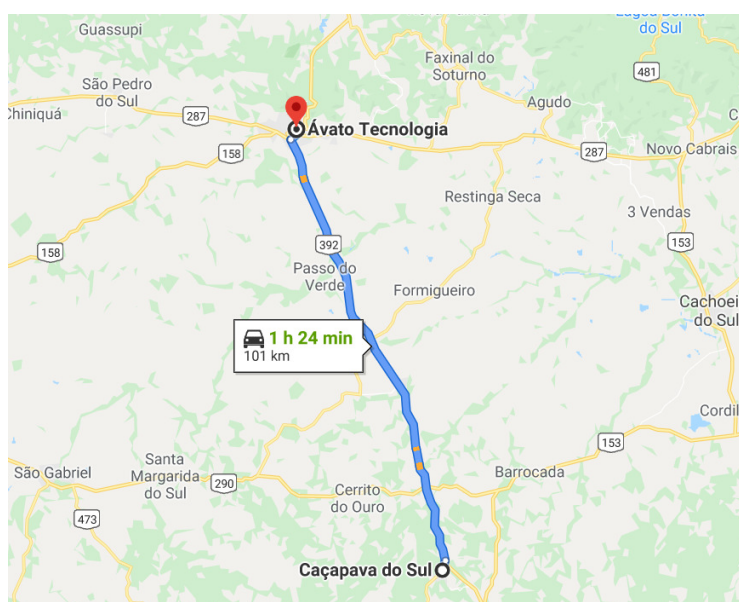 Guassupi
do Sul
Faxinal do
Soturno
481
São Pedro
do Sul
Chiniquá
287
Agudo
Ávato Tecnologia
158
287
Novo Cabrais
Restinga Seca
3 Vendas
158
392
153
Passo do
Verde
Formigueiro
Cachoei
do Sul
1 h 24 min
101 km
Cordil
153
São Gabriel
Santa
Margarida
do Sul
290
Barrocada
Cerrito
do Ouro
473
Caçapava do Sul